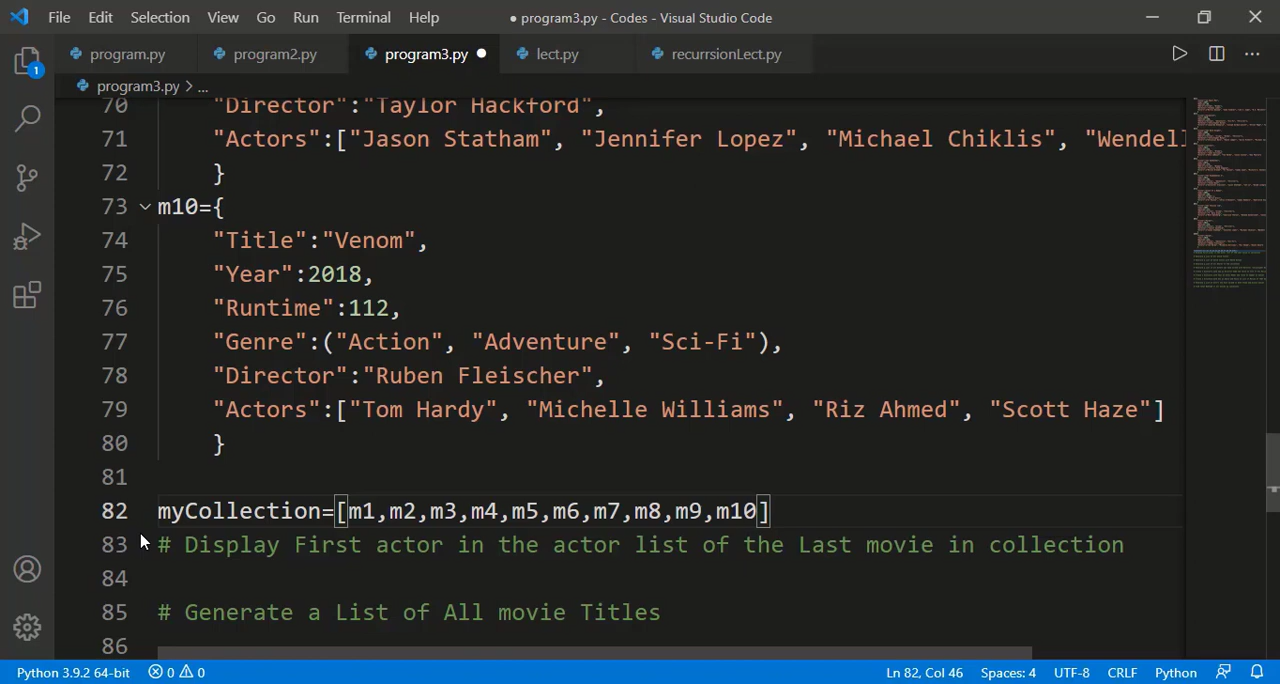 File Edit Selection View Go Run Terminal Help ● program3.py - Codes - Visual Studio Code
program.py program2.py program3.py ● lect.py recurrsionLect.py
program3.py > ...
70 "Director":"Taylor Hackford",
71 "Actors":["Jason Statham", "Jennifer Lopez", "Michael Chiklis", "Wendell
72 }
73 m10={
74 "Title":"Venom",
75 "Year":2018,
76 "Runtime":112,
77 "Genre":("Action", "Adventure", "Sci-Fi"),
78 "Director":"Ruben Fleischer",
79 "Actors":["Tom Hardy", "Michelle Williams", "Riz Ahmed", "Scott Haze"]
80 }
81
82 myCollection=[m1,m2,m3,m4,m5,m6,m7,m8,m9,m10]
83 # Display First actor in the actor list of the Last movie in collection
84
85 # Generate a List of All movie Titles
86
1
Python 3.9.2 64-bit 0 0 Ln 82, Col 46 Spaces: 4 UTF-8 CRLF Python